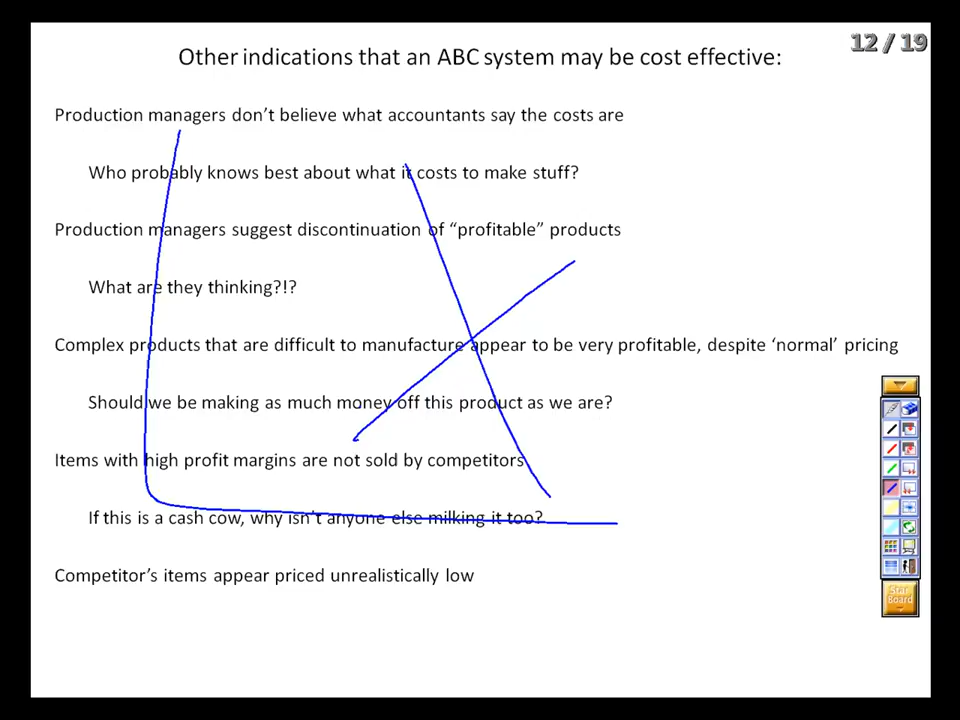 12 / 19
Other indications that an ABC system may be cost effective:
Production managers don’t believe what accountants say the costs are
Who probably knows best about what it costs to make stuff?
Production managers suggest discontinuation of “profitable” products
What are they thinking?!?
Complex products that are difficult to manufacture appear to be very profitable, despite ‘normal’ pricing
Should we be making as much money off this product as we are?
Items with high profit margins are not sold by competitors
If this is a cash cow, why isn’t anyone else milking it too?
Competitor’s items appear priced unrealistically low
Star
Board